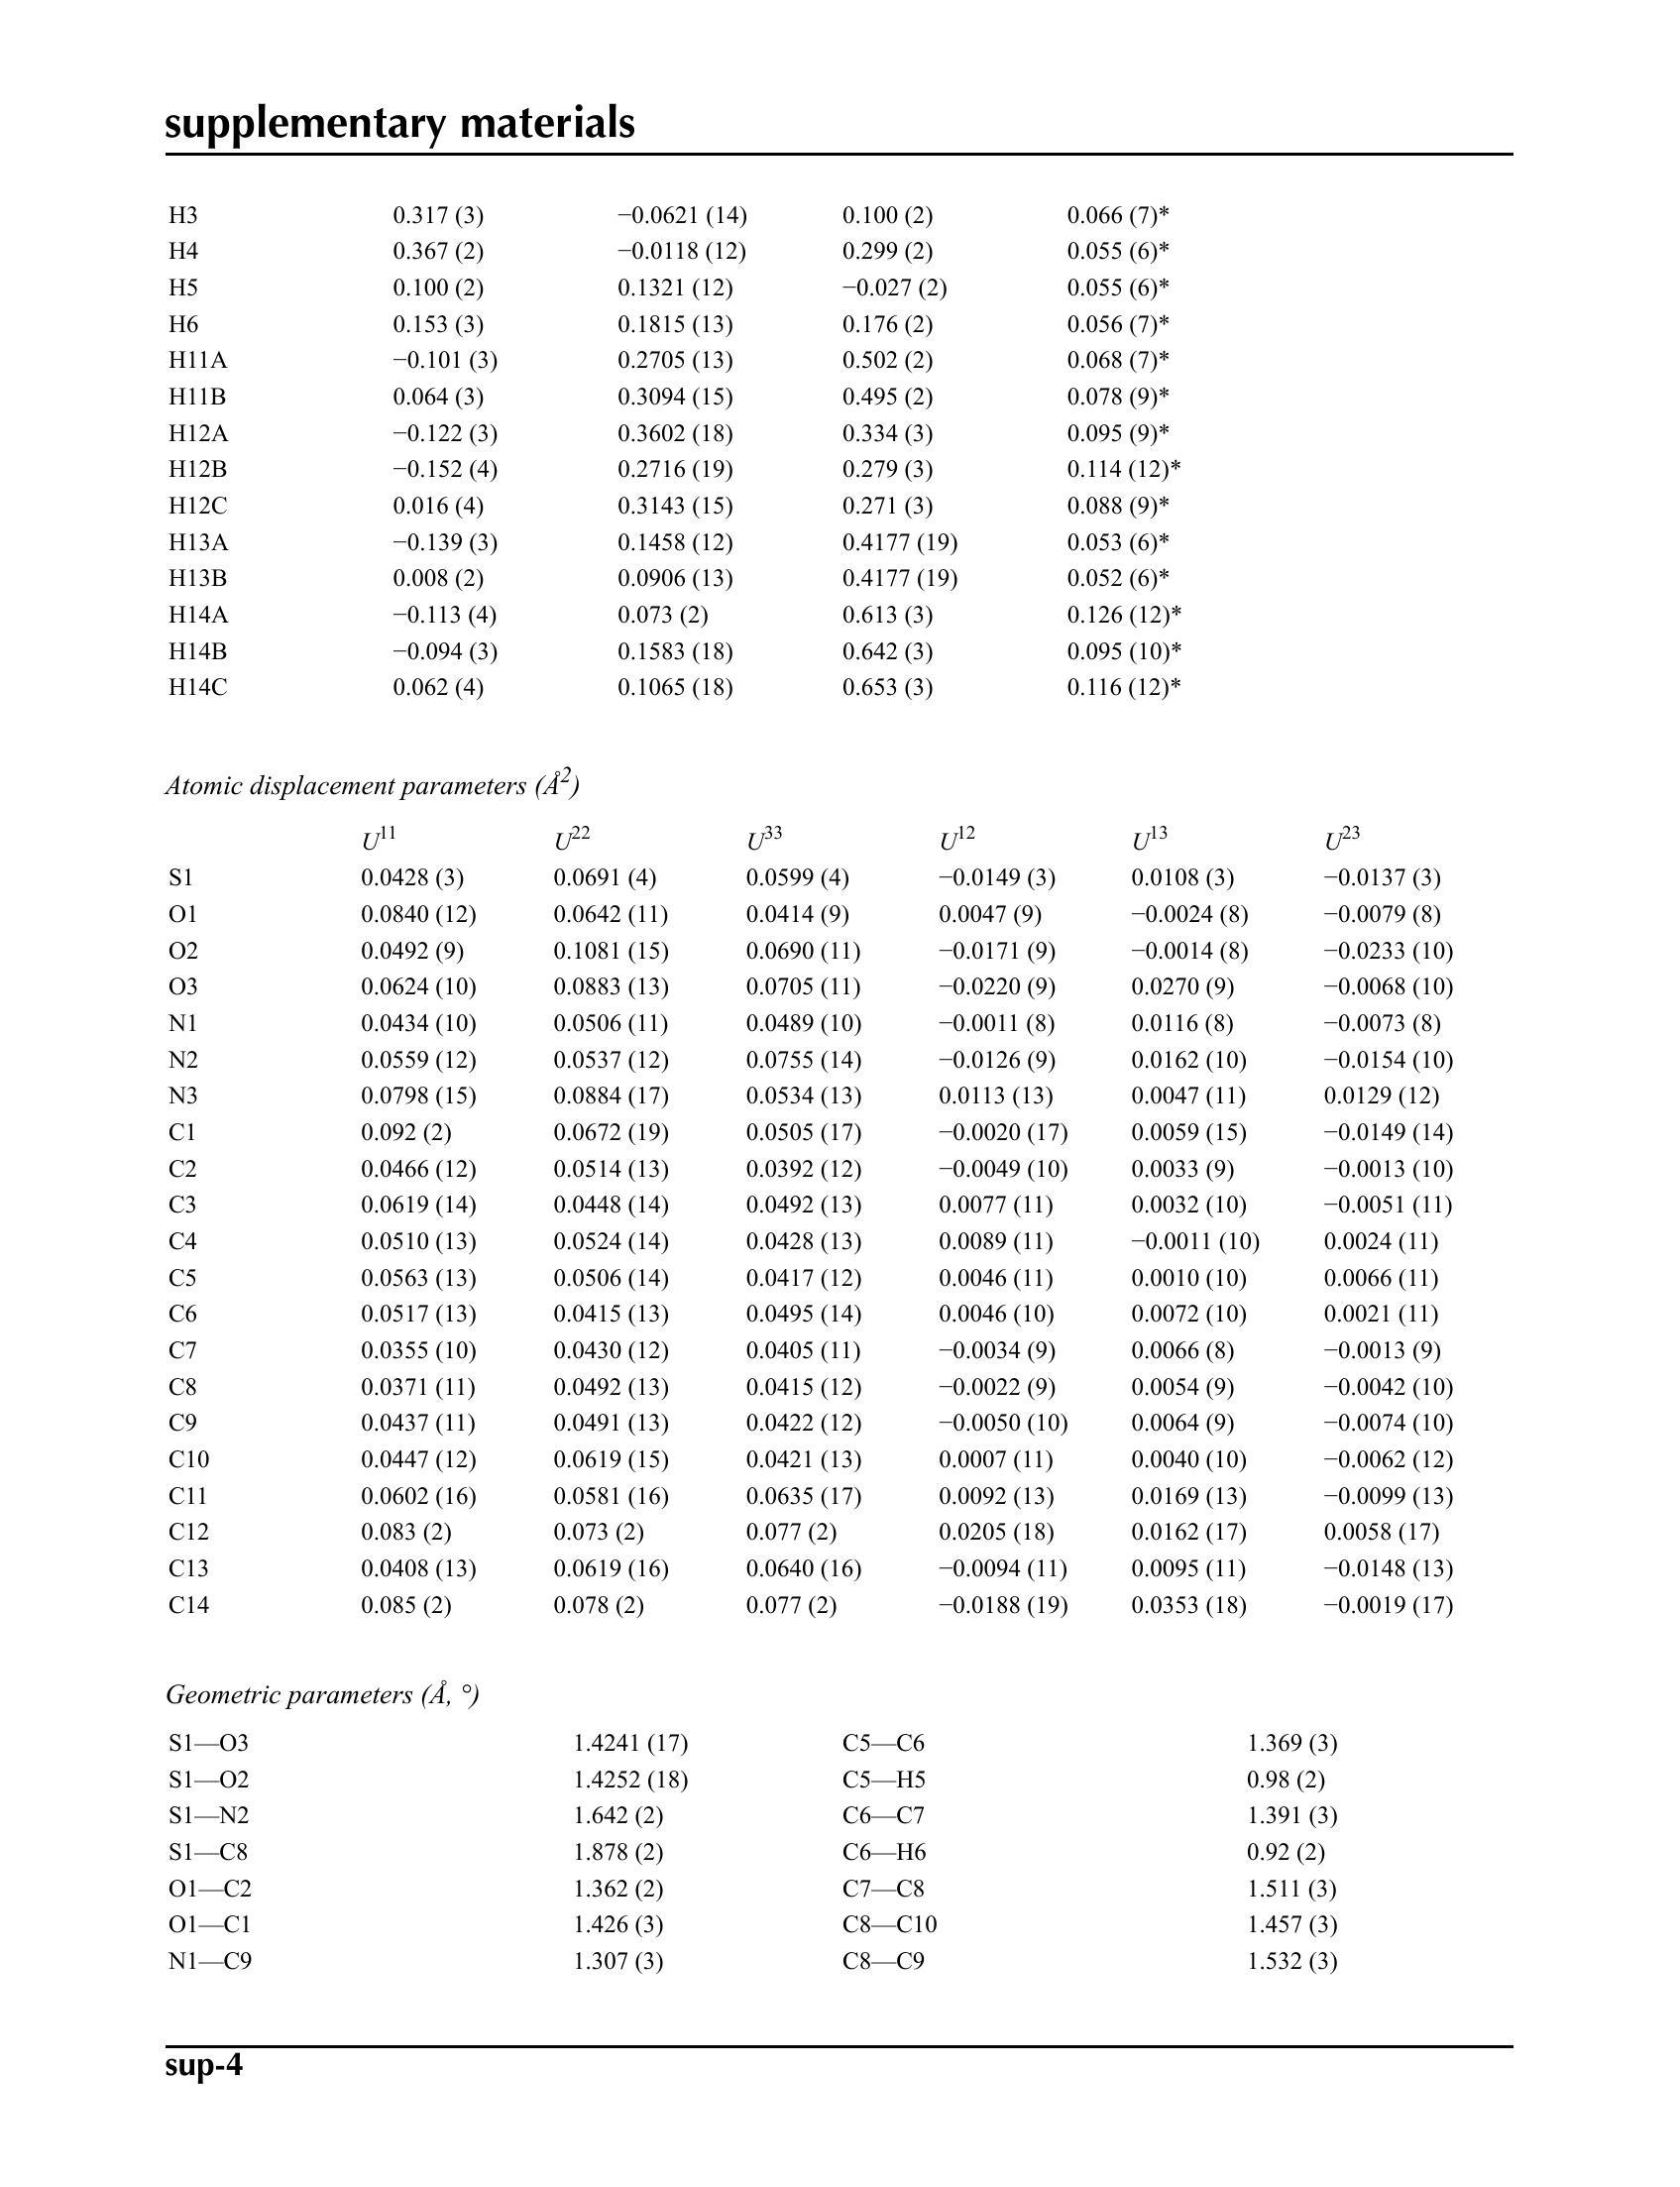 supplementary materials
H3 0.317 (3) −0.0621 (14) 0.100 (2) 0.066 (7)*
H4 0.367 (2) −0.0118 (12) 0.299 (2) 0.055 (6)*
H5 0.100 (2) 0.1321 (12) −0.027 (2) 0.055 (6)*
H6 0.153 (3) 0.1815 (13) 0.176 (2) 0.056 (7)*
H11A −0.101 (3) 0.2705 (13) 0.502 (2) 0.068 (7)*
H11B 0.064 (3) 0.3094 (15) 0.495 (2) 0.078 (9)*
H12A −0.122 (3) 0.3602 (18) 0.334 (3) 0.095 (9)*
H12B −0.152 (4) 0.2716 (19) 0.279 (3) 0.114 (12)*
H12C 0.016 (4) 0.3143 (15) 0.271 (3) 0.088 (9)*
H13A −0.139 (3) 0.1458 (12) 0.4177 (19) 0.053 (6)*
H13B 0.008 (2) 0.0906 (13) 0.4177 (19) 0.052 (6)*
H14A −0.113 (4) 0.073 (2) 0.613 (3) 0.126 (12)*
H14B −0.094 (3) 0.1583 (18) 0.642 (3) 0.095 (10)*
H14C 0.062 (4) 0.1065 (18) 0.653 (3) 0.116 (12)*
Atomic displacement parameters (Å2)
U11 U22 U33 U12 U13 U23
S1 0.0428 (3) 0.0691 (4) 0.0599 (4) −0.0149 (3) 0.0108 (3) −0.0137 (3)
O1 0.0840 (12) 0.0642 (11) 0.0414 (9) 0.0047 (9) −0.0024 (8) −0.0079 (8)
O2 0.0492 (9) 0.1081 (15) 0.0690 (11) −0.0171 (9) −0.0014 (8) −0.0233 (10)
O3 0.0624 (10) 0.0883 (13) 0.0705 (11) −0.0220 (9) 0.0270 (9) −0.0068 (10)
N1 0.0434 (10) 0.0506 (11) 0.0489 (10) −0.0011 (8) 0.0116 (8) −0.0073 (8)
N2 0.0559 (12) 0.0537 (12) 0.0755 (14) −0.0126 (9) 0.0162 (10) −0.0154 (10)
N3 0.0798 (15) 0.0884 (17) 0.0534 (13) 0.0113 (13) 0.0047 (11) 0.0129 (12)
C1 0.092 (2) 0.0672 (19) 0.0505 (17) −0.0020 (17) 0.0059 (15) −0.0149 (14)
C2 0.0466 (12) 0.0514 (13) 0.0392 (12) −0.0049 (10) 0.0033 (9) −0.0013 (10)
C3 0.0619 (14) 0.0448 (14) 0.0492 (13) 0.0077 (11) 0.0032 (10) −0.0051 (11)
C4 0.0510 (13) 0.0524 (14) 0.0428 (13) 0.0089 (11) −0.0011 (10) 0.0024 (11)
C5 0.0563 (13) 0.0506 (14) 0.0417 (12) 0.0046 (11) 0.0010 (10) 0.0066 (11)
C6 0.0517 (13) 0.0415 (13) 0.0495 (14) 0.0046 (10) 0.0072 (10) 0.0021 (11)
C7 0.0355 (10) 0.0430 (12) 0.0405 (11) −0.0034 (9) 0.0066 (8) −0.0013 (9)
C8 0.0371 (11) 0.0492 (13) 0.0415 (12) −0.0022 (9) 0.0054 (9) −0.0042 (10)
C9 0.0437 (11) 0.0491 (13) 0.0422 (12) −0.0050 (10) 0.0064 (9) −0.0074 (10)
C10 0.0447 (12) 0.0619 (15) 0.0421 (13) 0.0007 (11) 0.0040 (10) −0.0062 (12)
C11 0.0602 (16) 0.0581 (16) 0.0635 (17) 0.0092 (13) 0.0169 (13) −0.0099 (13)
C12 0.083 (2) 0.073 (2) 0.077 (2) 0.0205 (18) 0.0162 (17) 0.0058 (17)
C13 0.0408 (13) 0.0619 (16) 0.0640 (16) −0.0094 (11) 0.0095 (11) −0.0148 (13)
C14 0.085 (2) 0.078 (2) 0.077 (2) −0.0188 (19) 0.0353 (18) −0.0019 (17)
Geometric parameters (Å, °)
S1—O3 1.4241 (17) C5—C6 1.369 (3)
S1—O2 1.4252 (18) C5—H5 0.98 (2)
S1—N2 1.642 (2) C6—C7 1.391 (3)
S1—C8 1.878 (2) C6—H6 0.92 (2)
O1—C2 1.362 (2) C7—C8 1.511 (3)
O1—C1 1.426 (3) C8—C10 1.457 (3)
N1—C9 1.307 (3) C8—C9 1.532 (3)
sup-4